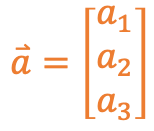 a⃗ = [a₁
a₂
a₃]